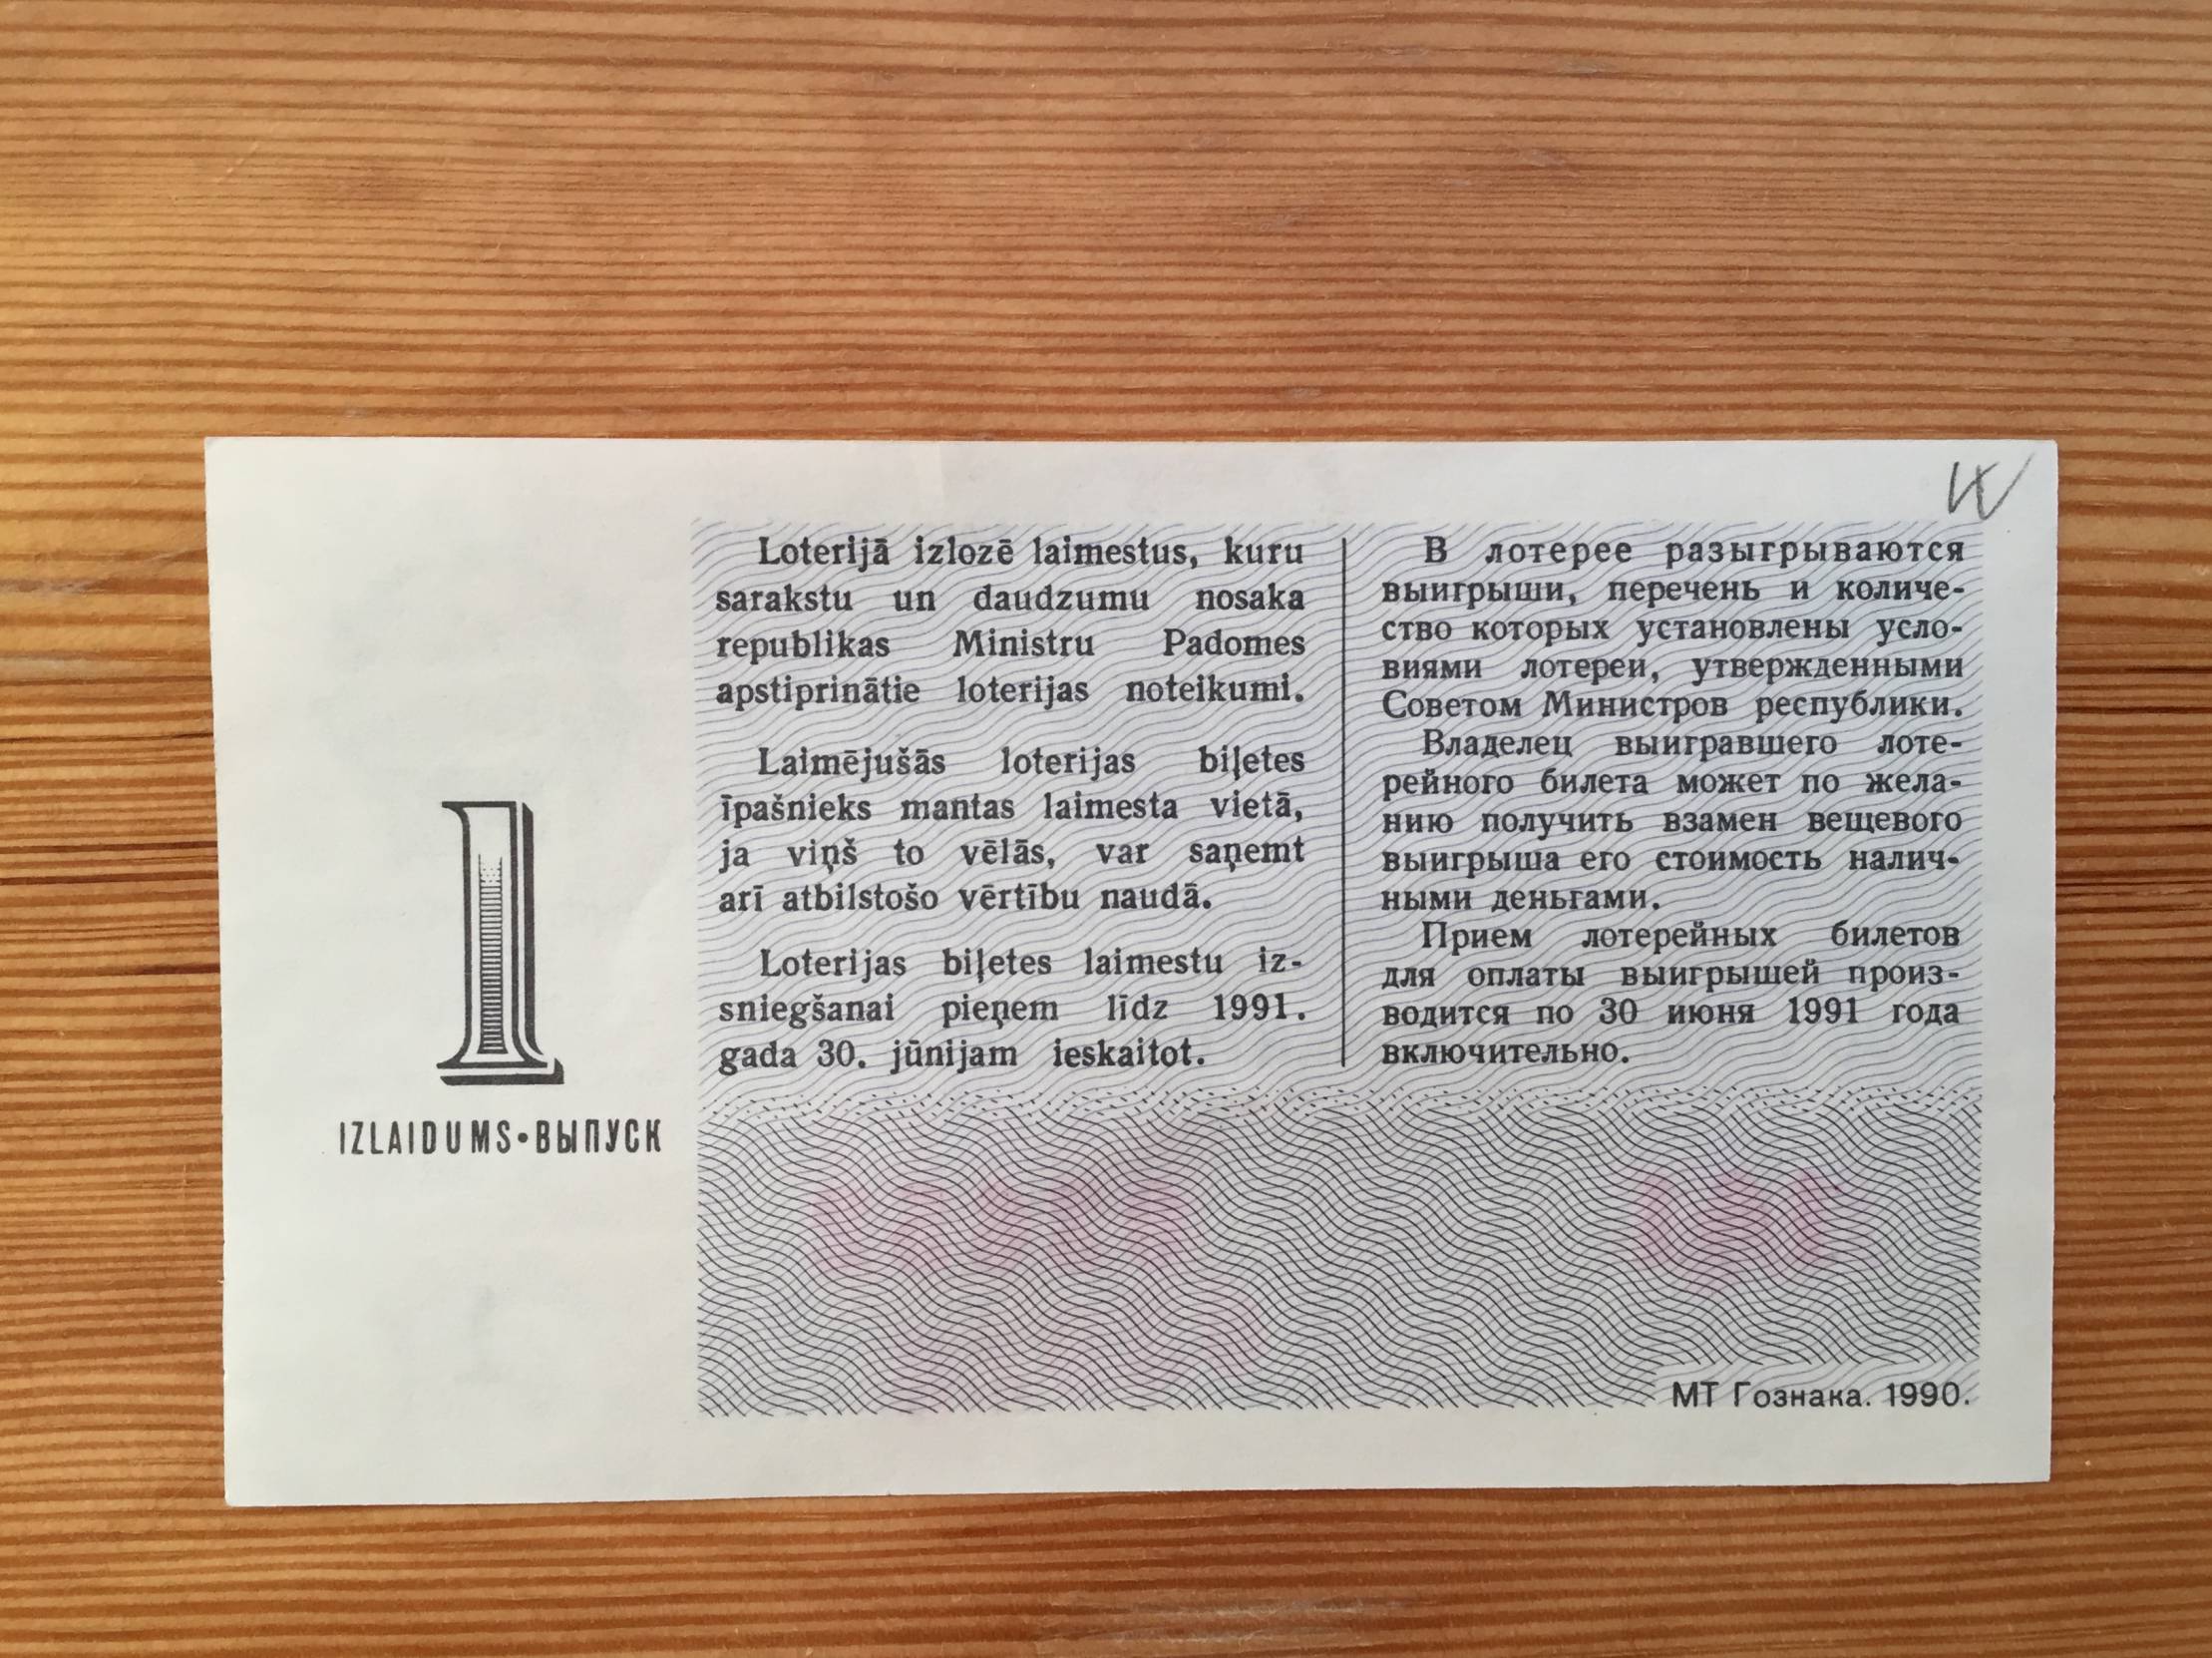 1
IZLAIDUMS•ВЫПУСК
Loterijā izlozē laimestus, kuru
sarakstu un daudzumu nosaka
republikas Ministru Padomes
apstiprinātie loterijas noteikumi.
Laimējušās loterijas biļetes
īpašnieks mantas laimesta vietā,
ja viņš to vēlās, var saņemt
arī atbilstošo vērtību naudā.
Loterijas biļetes laimestu iz-
sniegšanai pieņem līdz 1991.
gada 30. jūnijam ieskaitot.
В лотерее разыгрываются
выигрыши, перечень и количе-
ство которых установлены усло-
виями лотереи, утвержденными
Советом Министров республики.
Владелец выигравшего лоте-
рейного билета может по жела-
нию получить взамен вещевого
выигрыша его стоимость налич-
ными деньгами.
Прием лотерейных билетов
для оплаты выигрышей произ-
водится по 30 июня 1991 года
включительно.
МТ Гознака. 1990.